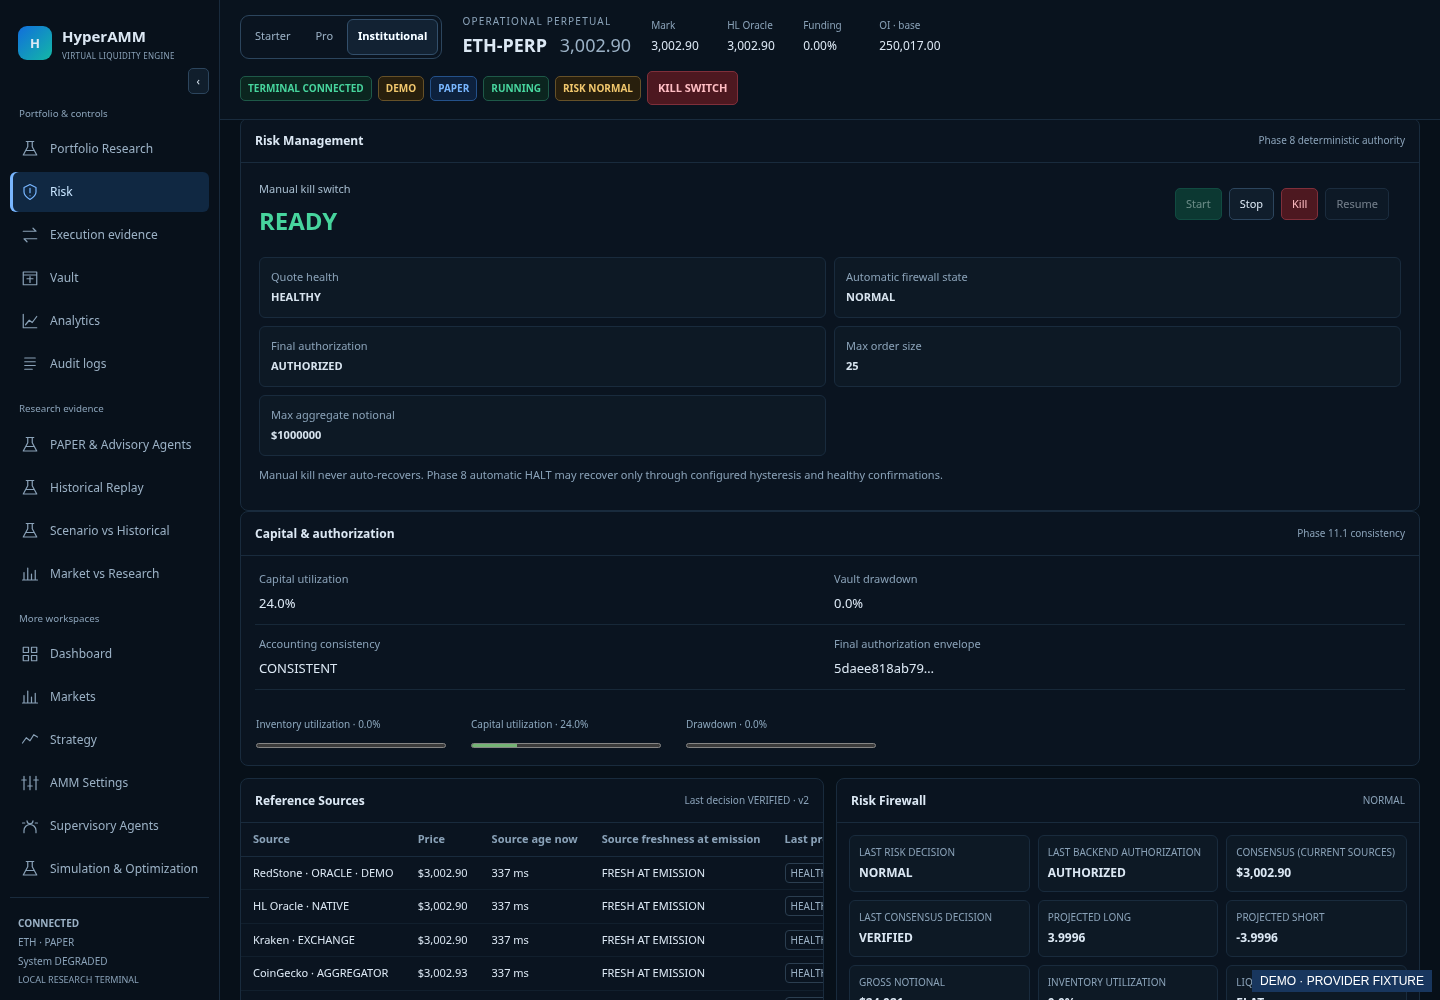 H
HyperAMM
VIRTUAL LIQUIDITY ENGINE
‹
Portfolio & controls
Portfolio Research
Risk
Execution evidence
Vault
Analytics
Audit logs
Research evidence
PAPER & Advisory Agents
Historical Replay
Scenario vs Historical
Market vs Research
More workspaces
Dashboard
Markets
Strategy
AMM Settings
Supervisory Agents
Simulation & Optimization
CONNECTED
ETH · PAPER
System DEGRADED
LOCAL RESEARCH TERMINAL
Starter Pro Institutional
OPERATIONAL PERPETUAL
ETH-PERP 3,002.90
Mark
3,002.90
HL Oracle
3,002.90
Funding
0.00%
OI · base
250,017.00
TERMINAL CONNECTED DEMO PAPER RUNNING RISK NORMAL KILL SWITCH
Risk Management Phase 8 deterministic authority
Manual kill switch
READY
Start Stop Kill Resume
Quote health
HEALTHY
Automatic firewall state
NORMAL
Final authorization
AUTHORIZED
Max order size
25
Max aggregate notional
$1000000
Manual kill never auto-recovers. Phase 8 automatic HALT may recover only through configured hysteresis and healthy confirmations.
Capital & authorization Phase 11.1 consistency
Capital utilization
24.0%
Vault drawdown
0.0%
Accounting consistency
CONSISTENT
Final authorization envelope
5daee818ab79...
Inventory utilization · 0.0% Capital utilization · 24.0% Drawdown · 0.0%
Reference Sources Last decision VERIFIED · v2
Source Price Source age now Source freshness at emission Last pr
RedStone · ORACLE · DEMO $3,002.90 337 ms FRESH AT EMISSION HEALTH
HL Oracle · NATIVE $3,002.90 337 ms FRESH AT EMISSION HEALTH
Kraken · EXCHANGE $3,002.90 337 ms FRESH AT EMISSION HEALTH
CoinGecko · AGGREGATOR $3,002.93 337 ms FRESH AT EMISSION HEALTH
Risk Firewall NORMAL
LAST RISK DECISION
NORMAL
LAST BACKEND AUTHORIZATION
AUTHORIZED
CONSENSUS (CURRENT SOURCES)
$3,002.90
LAST CONSENSUS DECISION
VERIFIED
PROJECTED LONG
3.9996
PROJECTED SHORT
-3.9996
GROSS NOTIONAL
INVENTORY UTILIZATION
DEMO · PROVIDER FIXTURE